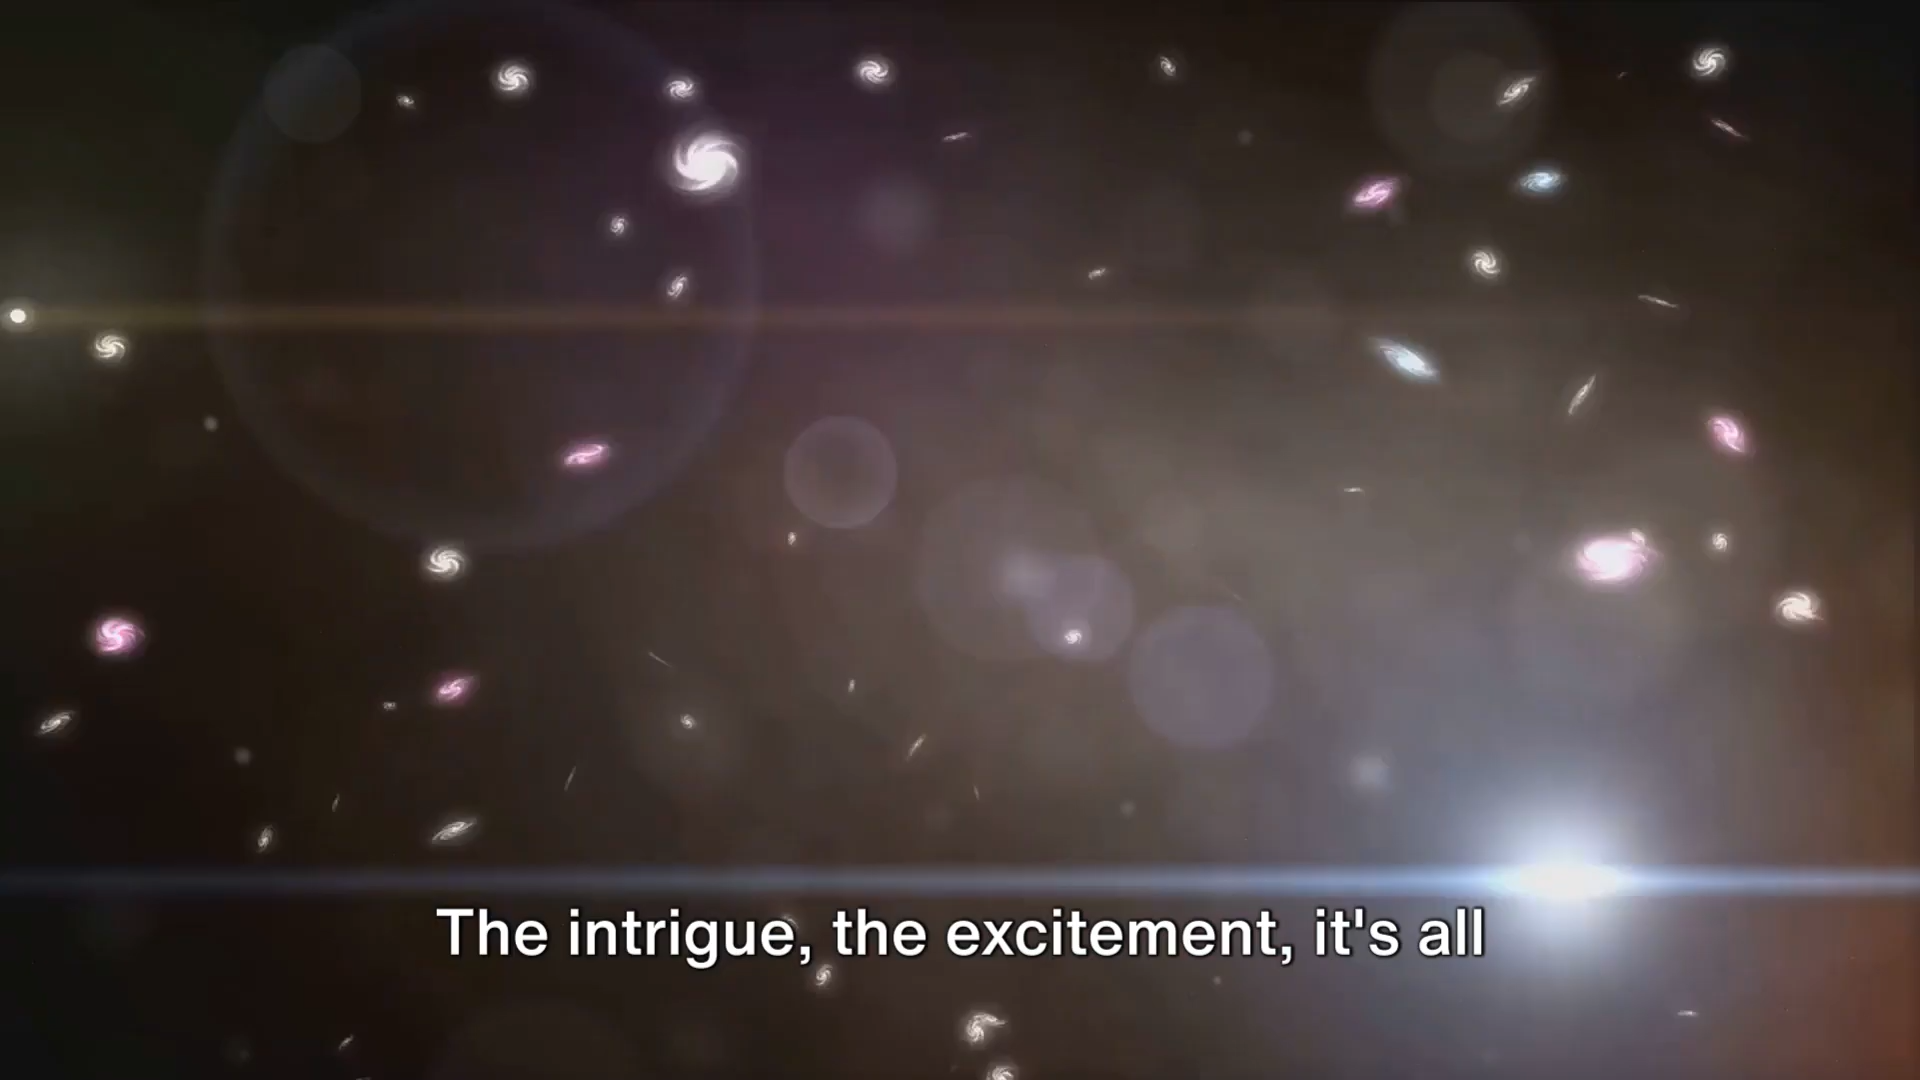 The intrigue, the excitement, it's all